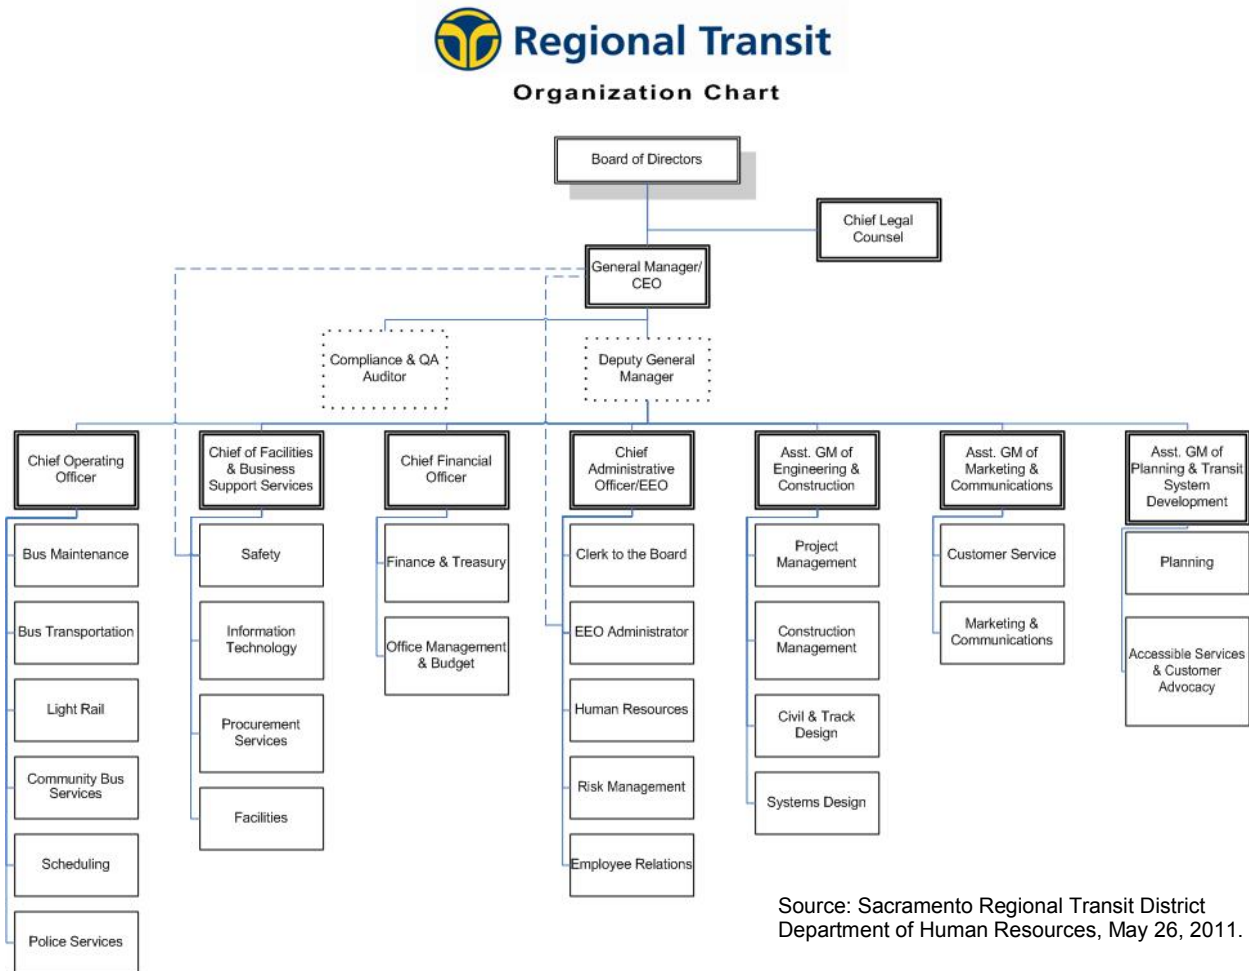 Regional Transit
Organization Chart
Board of Directors
Chief Legal
Counsel
General Manager/
CEO
Compliance & QA
Auditor
Deputy General
Manager
Chief Operating
Officer
Chief of Facilities
& Business
Support Services
Chief Financial
Officer
Chief
Administrative
Officer/EEO
Asst. GM of
Engineering &
Construction
Asst. GM of
Marketing &
Communications
Asst. GM of
Planning & Transit
System
Development
Bus Maintenance
Bus Transportation
Light Rail
Community Bus
Services
Scheduling
Police Services
Safety
Information
Technology
Procurement
Services
Facilities
Finance & Treasury
Office Management
& Budget
Clerk to the Board
EEO Administrator
Human Resources
Risk Management
Employee Relations
Project
Management
Construction
Management
Civil & Track
Design
Systems Design
Customer Service
Marketing &
Communications
Planning
Accessible Services
& Customer
Advocacy
Source: Sacramento Regional Transit District
Department of Human Resources, May 26, 2011.